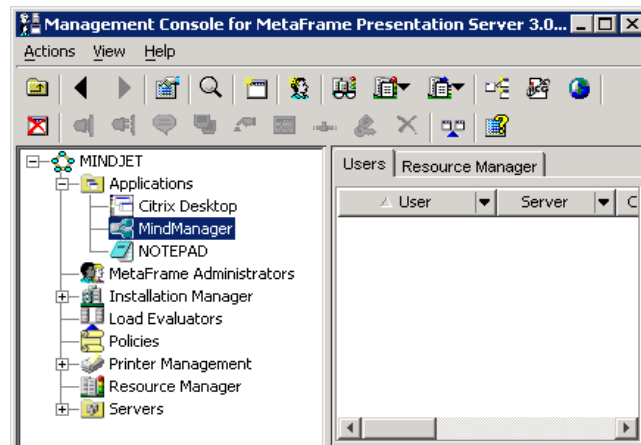 Management Console for MetaFrame Presentation Server 3.0...
Actions View Help
MINDJET
Applications
Citrix Desktop
MindManager
NOTEPAD
MetaFrame Administrators
Installation Manager
Load Evaluators
Policies
Printer Management
Resource Manager
Servers
Users Resource Manager
User Server C